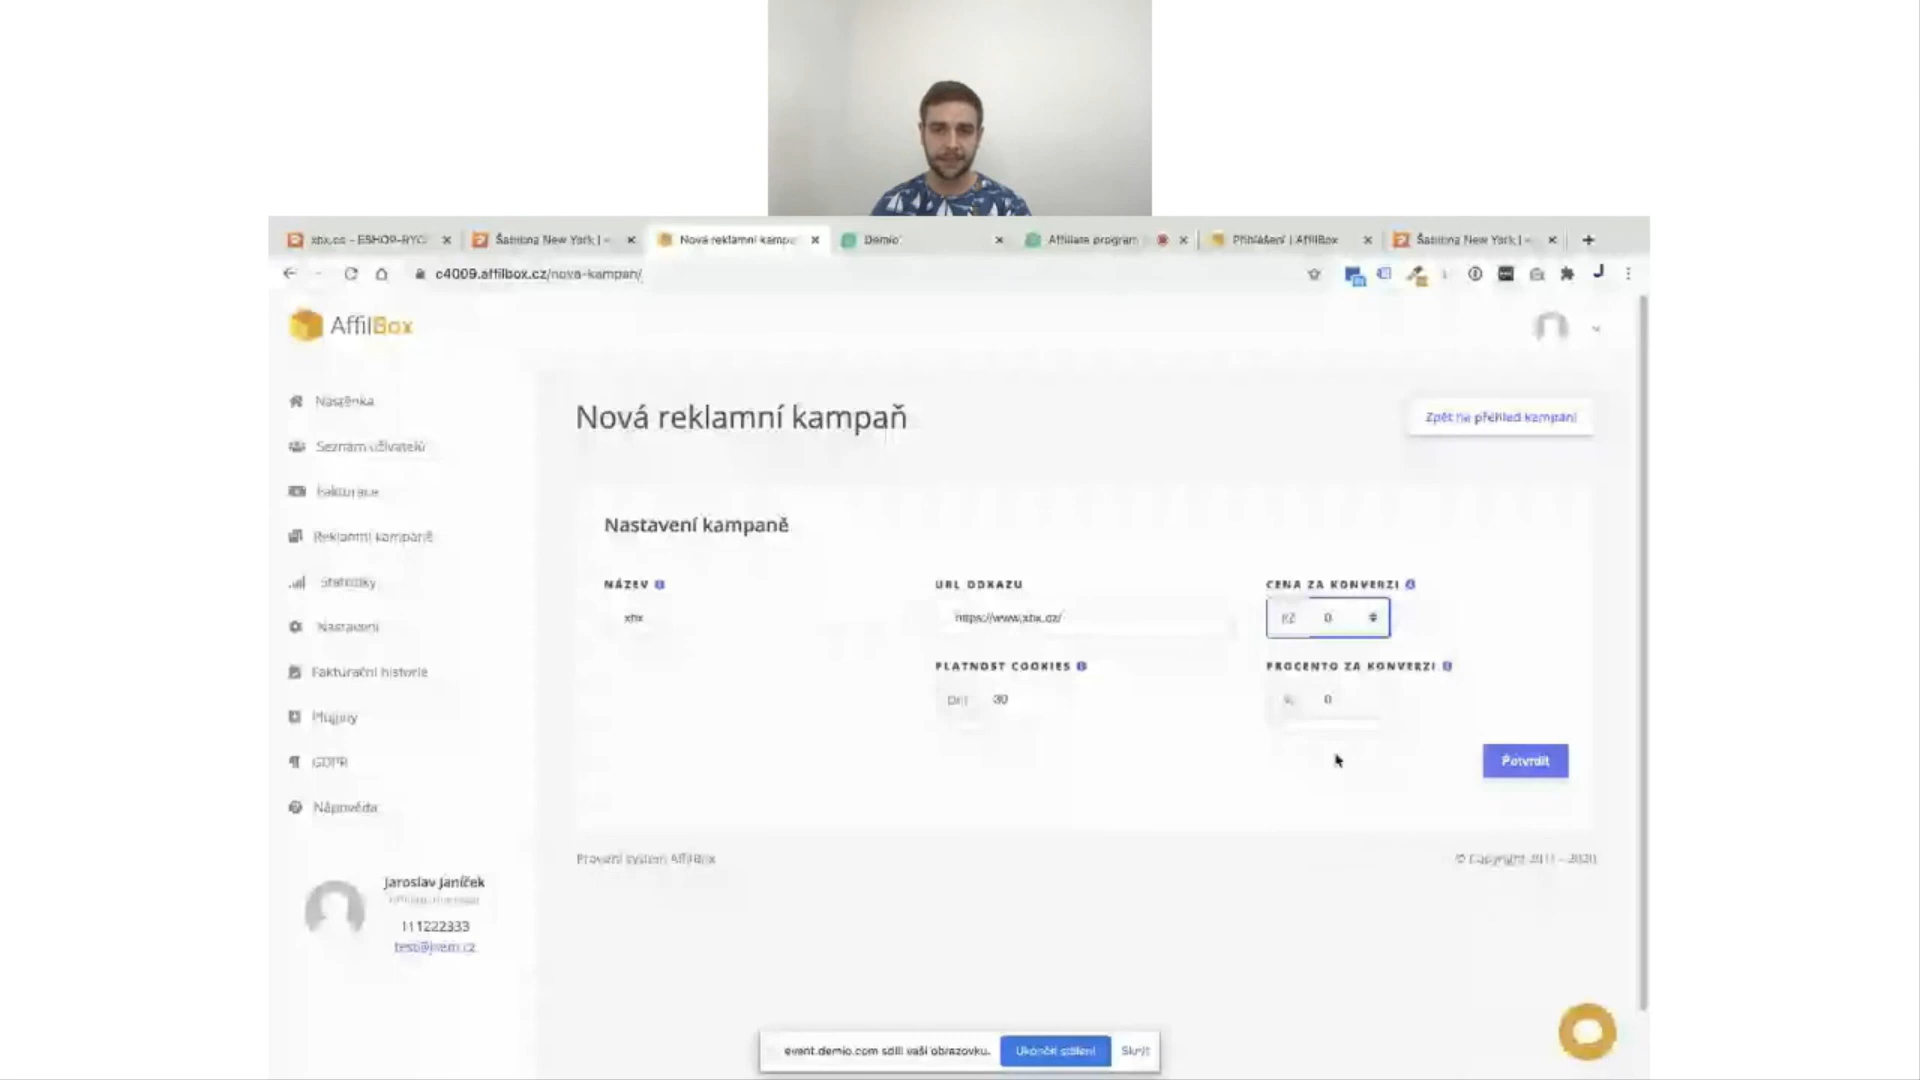 xbx.cz - ESHOP-RYC
Šablona New York | -
Nová reklamní kampa
Demio
Affiliate program
Přihlášení | AffilBox
Šablona New York | -
c4009.affilbox.cz/nova-kampan/
AffilBox
Nástěnka
Seznam uživatelů
Fakturace
Reklamní kampaně
Statistiky
Nastavení
Fakturační historie
Pluginy
GDPR
Nápověda
Jaroslav Janíček
111222333
Nová reklamní kampaň
Zpět na přehled kampaní
Nastavení kampaně
NÁZEV
xbx
URL ODKAZU
https://www.xbx.cz/
CENA ZA KONVERZI
Kč 0
PLATNOST COOKIES
Dní 30
PROCENTO ZA KONVERZI
% 0
Potvrdit
Provizní systém AffilBox
© Copyright 2011 - 2020
event.demio.com sdílí vaši obrazovku.
Ukončit sdílení
Skrýt